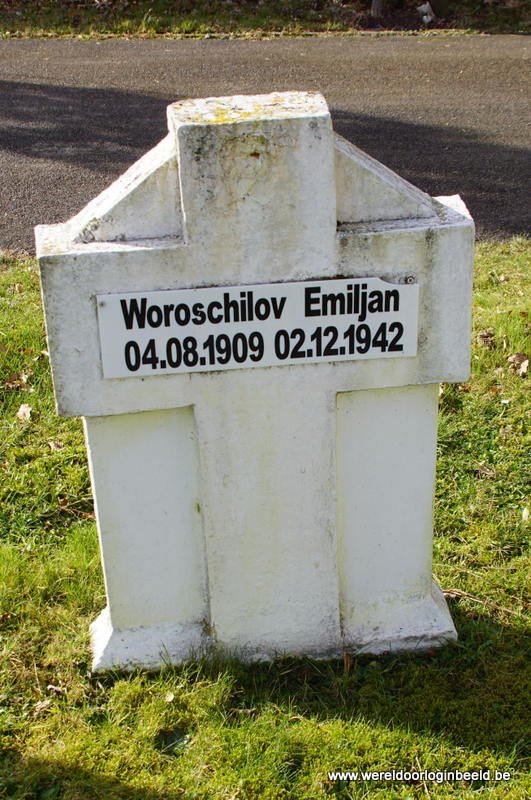 Woroschilov Emiljan
04.08.1909 02.12.1942
www.wereldoorloginbeeld.be